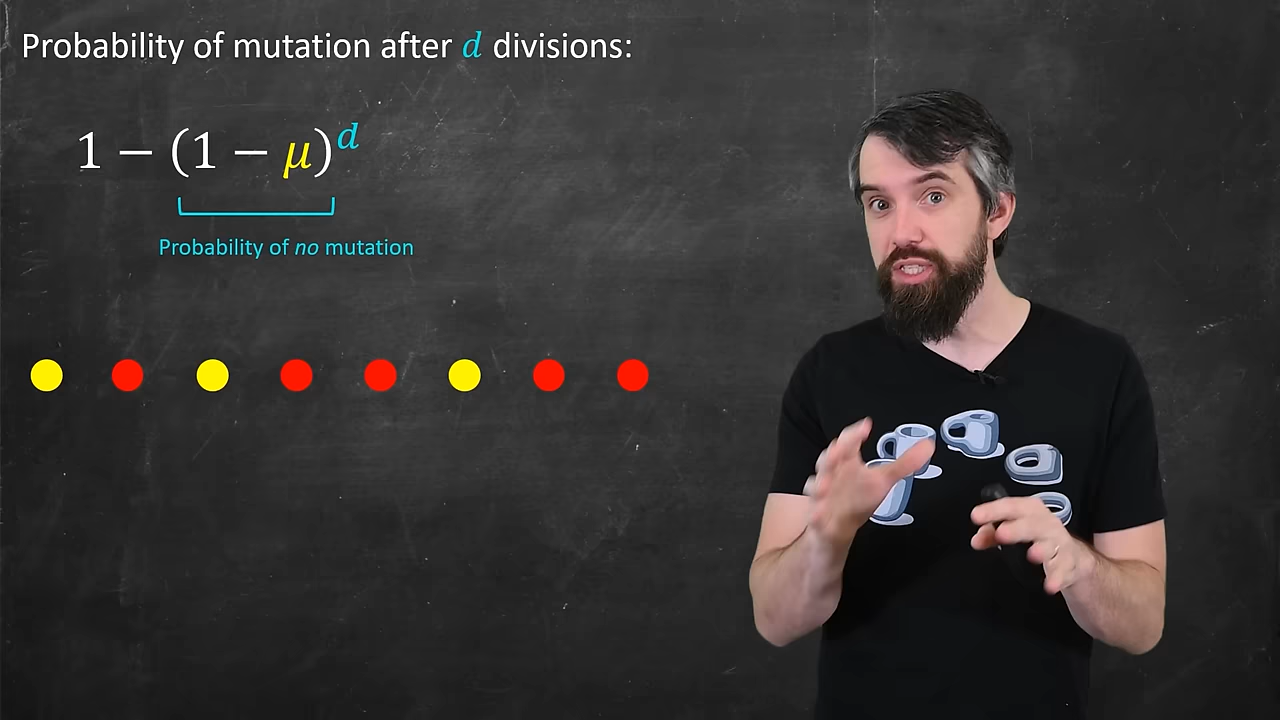 Probability of mutation after d divisions:
1 − (1 − μ)^d
Probability of no mutation